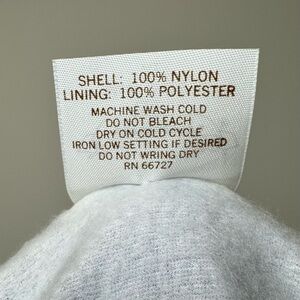 SHELL: 100% NYLON
LINING: 100% POLYESTER
MACHINE WASH COLD
DO NOT BLEACH
DRY ON COLD CYCLE
IRON LOW SETTING IF DESIRED
DO NOT WRING DRY
RN 66727